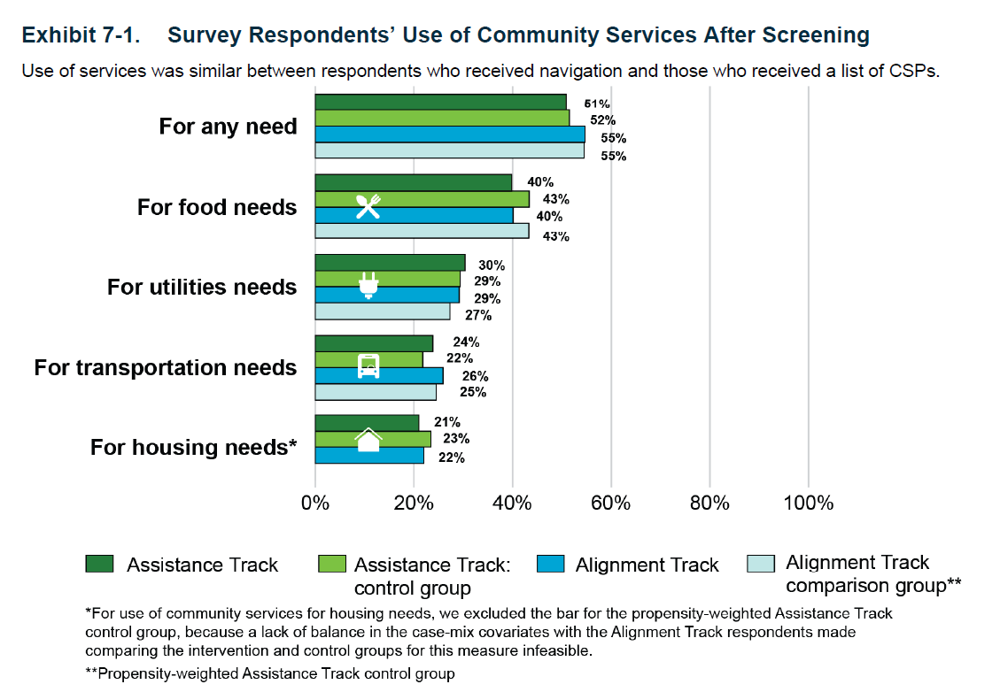 Exhibit 7-1. Survey Respondents’ Use of Community Services After Screening
Use of services was similar between respondents who received navigation and those who received a list of CSPs.
For any need
51%
52%
55%
55%
For food needs
40%
43%
40%
43%
For utilities needs
30%
29%
29%
27%
For transportation needs
24%
22%
26%
25%
For housing needs*
21%
23%
22%
0% 20% 40% 60% 80% 100%
Assistance Track
Assistance Track:
control group
Alignment Track
Alignment Track
comparison group**
*For use of community services for housing needs, we excluded the bar for the propensity-weighted Assistance Track
control group, because a lack of balance in the case-mix covariates with the Alignment Track respondents made
comparing the intervention and control groups for this measure infeasible.
**Propensity-weighted Assistance Track control group